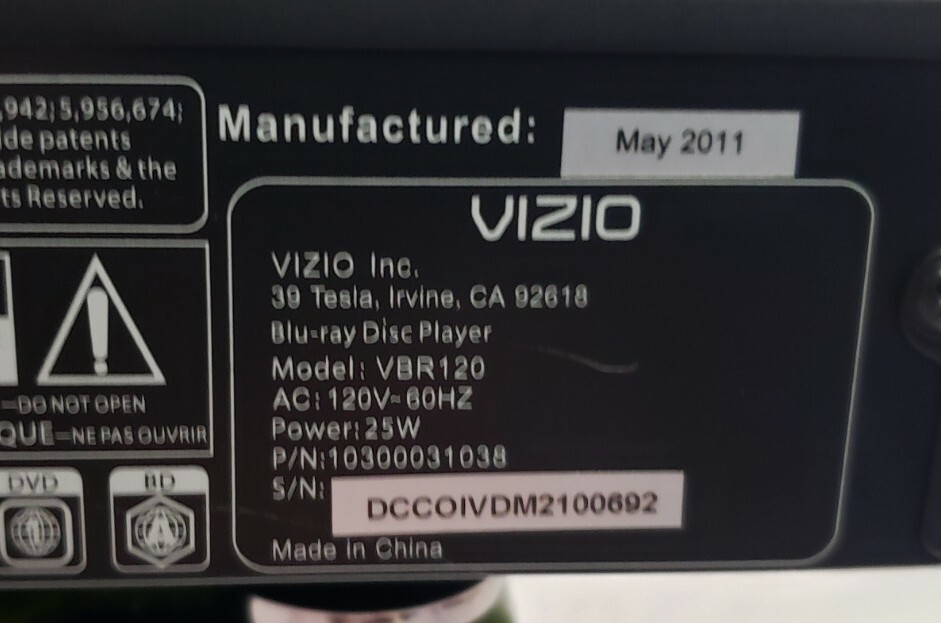 ,942; 5,956,674;
ide patents
ademarks & the
ts Reserved.
Manufactured: May 2011
VIZIO
VIZIO Inc.
39 Tesla, Irvine, CA 92618
Blu-ray Disc Player
Model: VBR120
AC: 120V~60HZ
Power: 25W
P/N:10300031038
S/N: DCCOIVDM2100692
Made in China
—DO NOT OPEN
QUE—NE PAS OUVRIR
DVD
1
BD
A